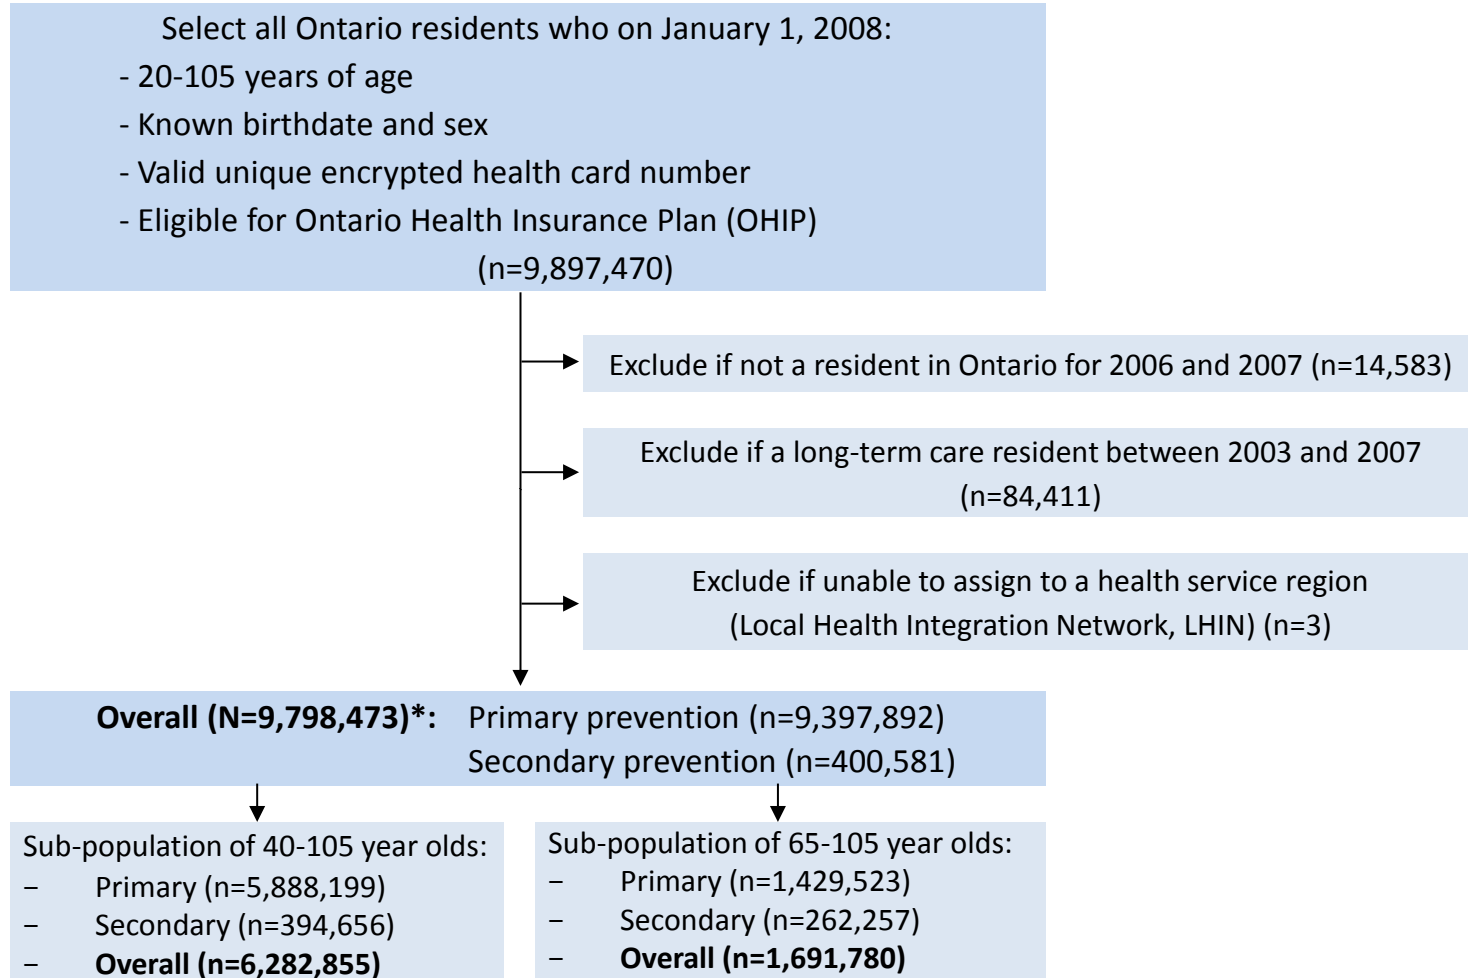 Select all Ontario residents who on January 1, 2008:
- 20-105 years of age
- Known birthdate and sex
- Valid unique encrypted health card number
- Eligible for Ontario Health Insurance Plan (OHIP)
(n=9,897,470)
Exclude if not a resident in Ontario for 2006 and 2007 (n=14,583)
Exclude if a long-term care resident between 2003 and 2007
(n=84,411)
Exclude if unable to assign to a health service region
(Local Health Integration Network, LHIN) (n=3)
Overall (N=9,798,473)*: Primary prevention (n=9,397,892)
Secondary prevention (n=400,581)
Sub-population of 40-105 year olds:
– Primary (n=5,888,199)
– Secondary (n=394,656)
– Overall (n=6,282,855)
Sub-population of 65-105 year olds:
– Primary (n=1,429,523)
– Secondary (n=262,257)
– Overall (n=1,691,780)